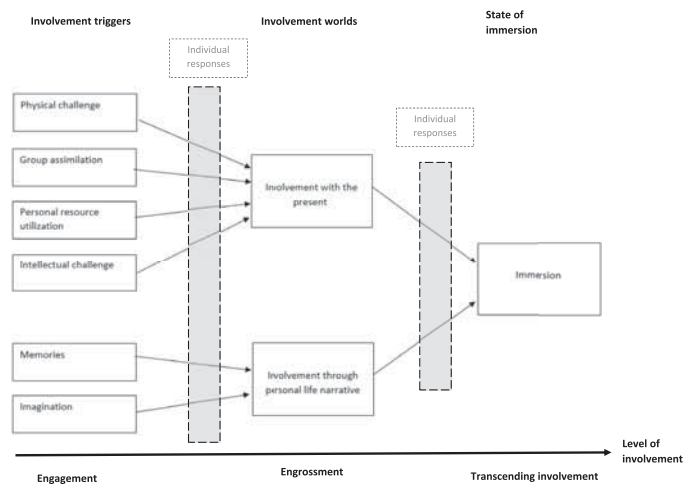 Involvement triggers
Involvement worlds
State of
immersion
Individual
responses
Individual
responses
Physical challenge
Group assimilation
Personal resource
utilization
Intellectual challenge
Memories
Imagination
Involvement with the
present
Involvement through
personal life narrative
Immersion
Level of
involvement
Engagement
Engrossment
Transcending involvement